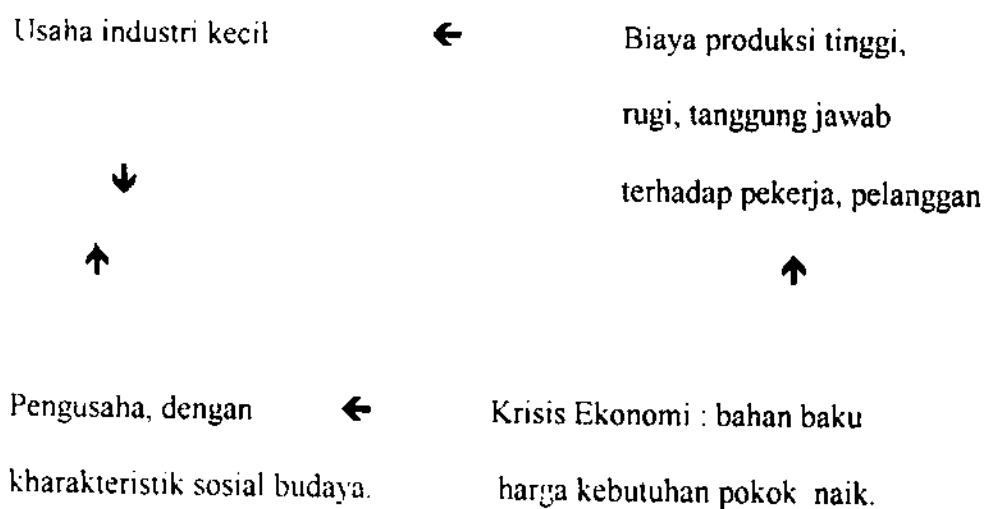 Usaha industri kecil
Biaya produksi tinggi,
rugi, tanggung jawab
terhadap pekerja, pelanggan
Pengusaha, dengan
kharakteristik sosial budaya.
Krisis Ekonomi : bahan baku
harga kebutuhan pokok naik.